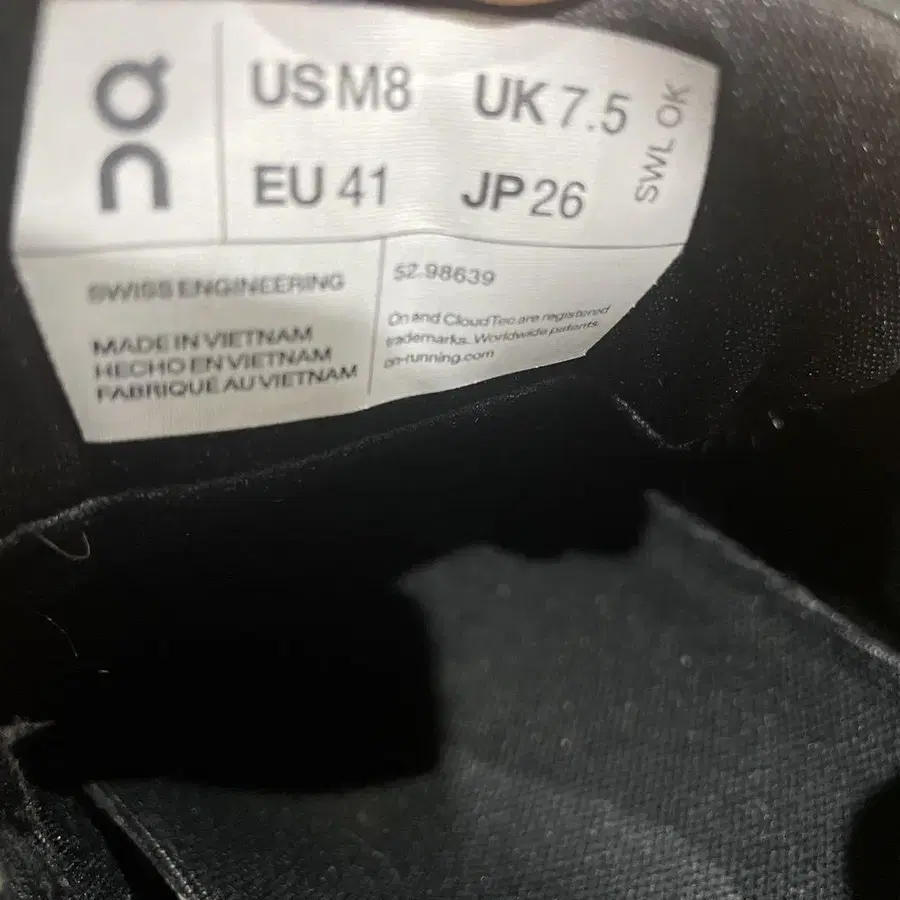 on
US M8 UK 7.5
EU 41 JP 26
SWL OK
SWISS ENGINEERING
MADE IN VIETNAM
HECHO EN VIETNAM
FABRIQUÉ AU VIETNAM
52.98639
On and CloudTec are registered
trademarks. Worldwide patents.
on-running.com